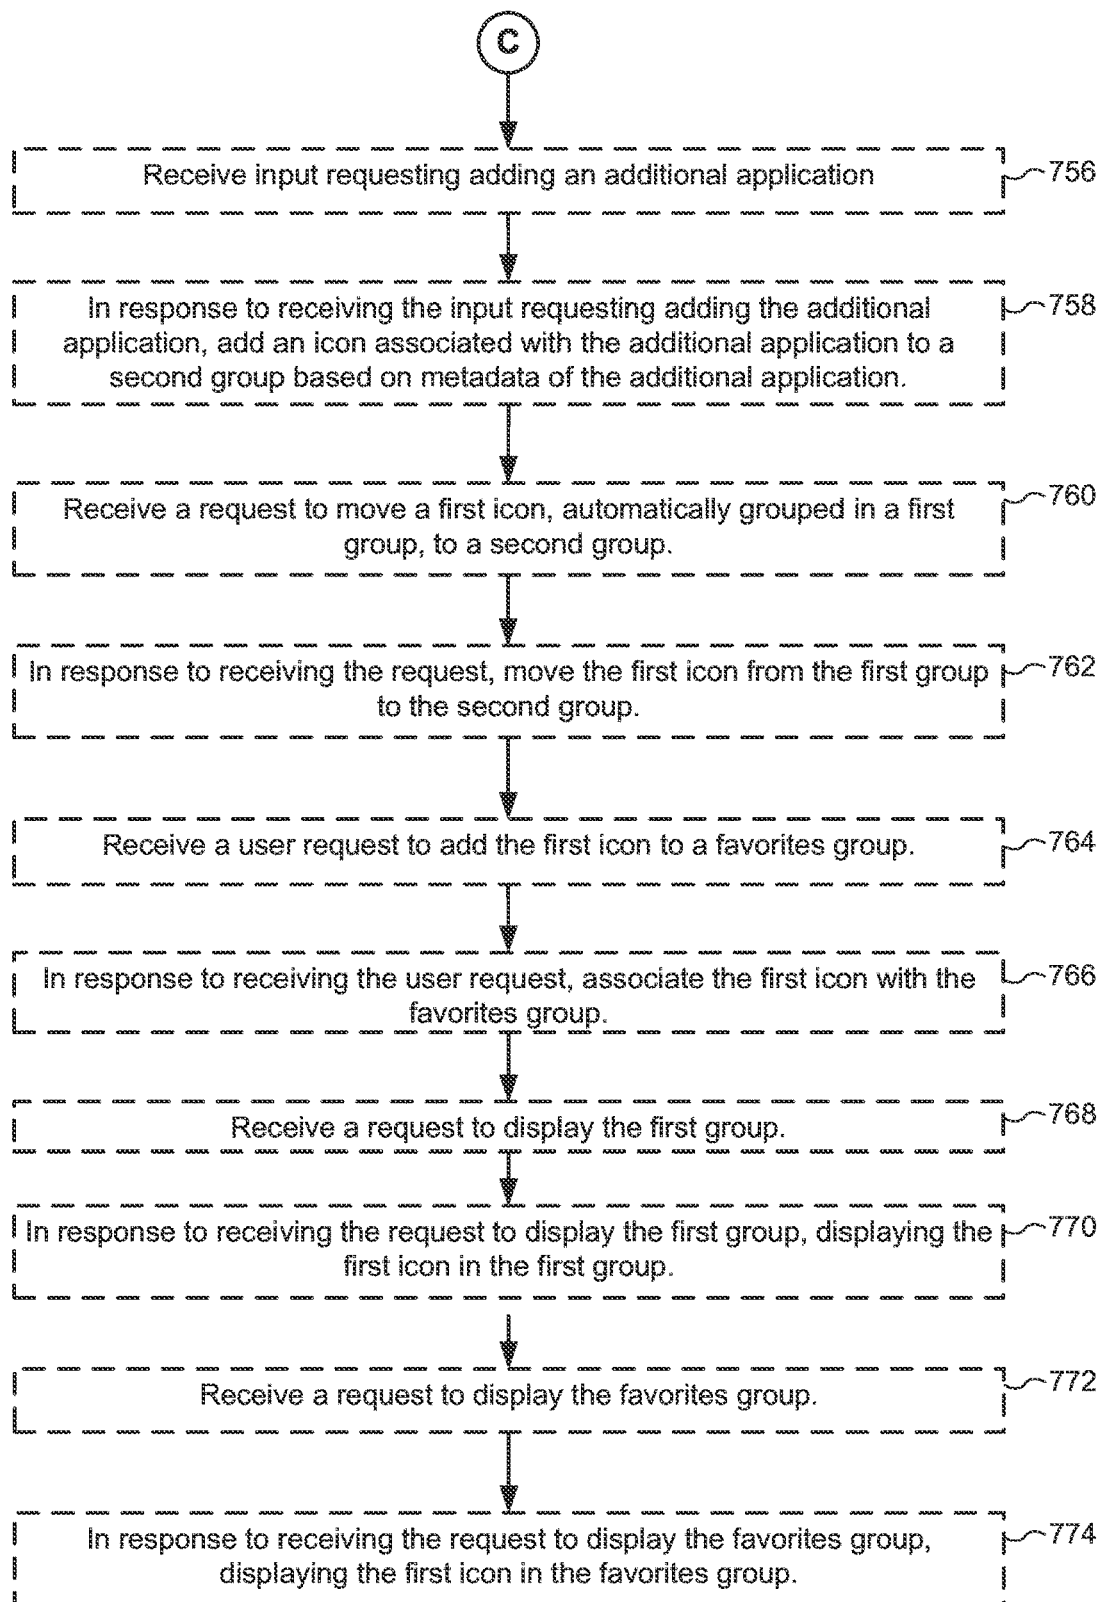 C
Receive input requesting adding an additional application
756
In response to receiving the input requesting adding the additional
application, add an icon associated with the additional application to a
second group based on metadata of the additional application.
758
Receive a request to move a first icon, automatically grouped in a first
group, to a second group.
760
In response to receiving the request, move the first icon from the first group
to the second group.
762
Receive a user request to add the first icon to a favorites group.
764
In response to receiving the user request, associate the first icon with the
favorites group.
766
Receive a request to display the first group.
768
In response to receiving the request to display the first group, displaying the
first icon in the first group.
770
Receive a request to display the favorites group.
772
In response to receiving the request to display the favorites group,
displaying the first icon in the favorites group.
774